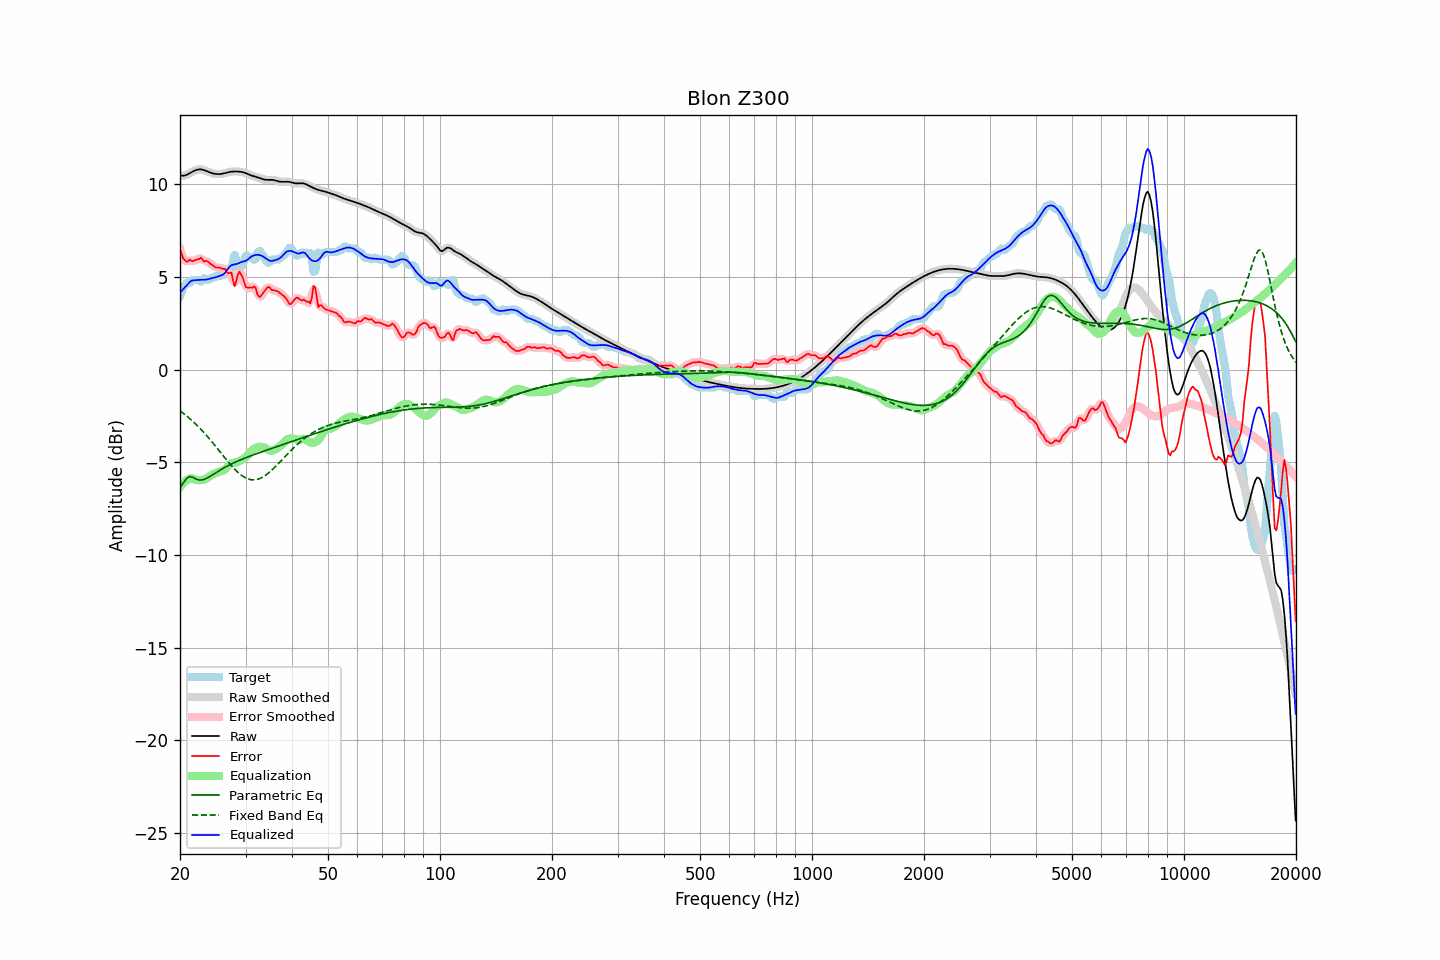 Blon Z300
Amplitude (dBr)
10
5
0
−5
−10
−15
−20
−25
Target
Raw Smoothed
Error Smoothed
Raw
Error
Equalization
Parametric Eq
Fixed Band Eq
Equalized
20 50 100 200 500 1000 2000 5000 10000 20000
Frequency (Hz)